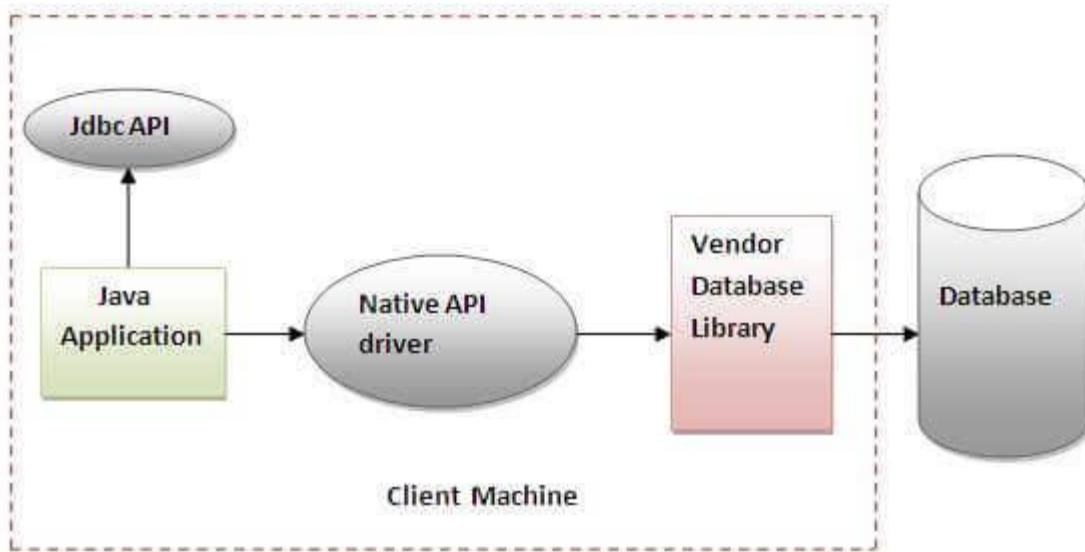 Jdbc API
Java
Application
Native API
driver
Vendor
Database
Library
Database
Client Machine